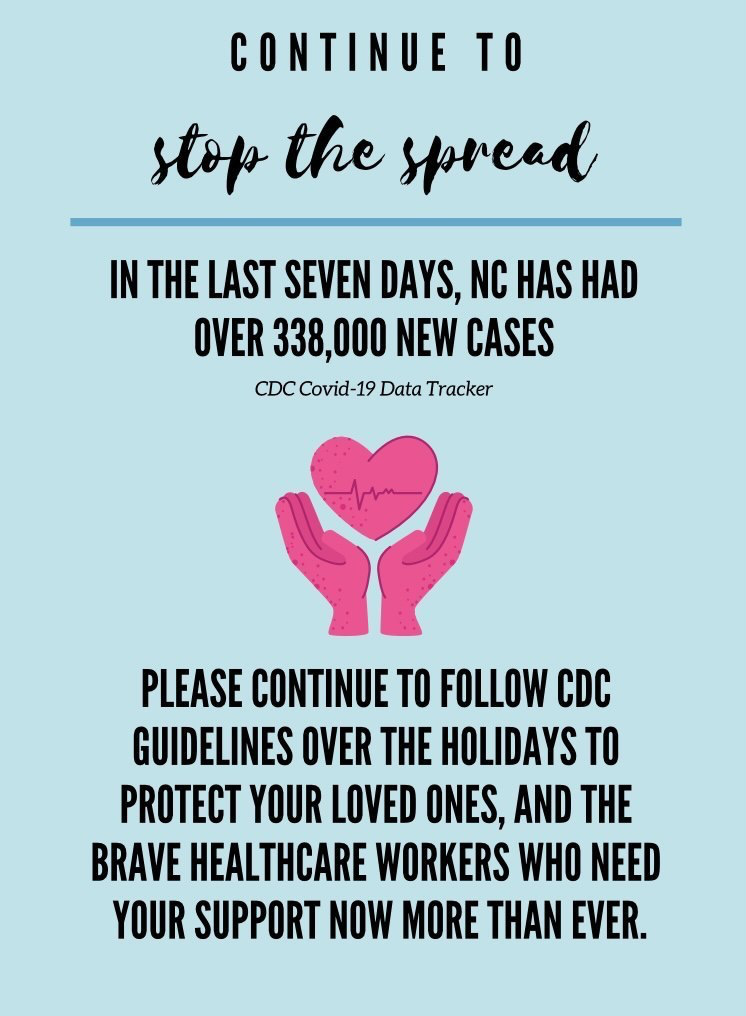 CONTINUE TO
stop the spread
IN THE LAST SEVEN DAYS, NC HAS HAD
OVER 338,000 NEW CASES
CDC Covid-19 Data Tracker
PLEASE CONTINUE TO FOLLOW CDC
GUIDELINES OVER THE HOLIDAYS TO
PROTECT YOUR LOVED ONES, AND THE
BRAVE HEALTHCARE WORKERS WHO NEED
YOUR SUPPORT NOW MORE THAN EVER.